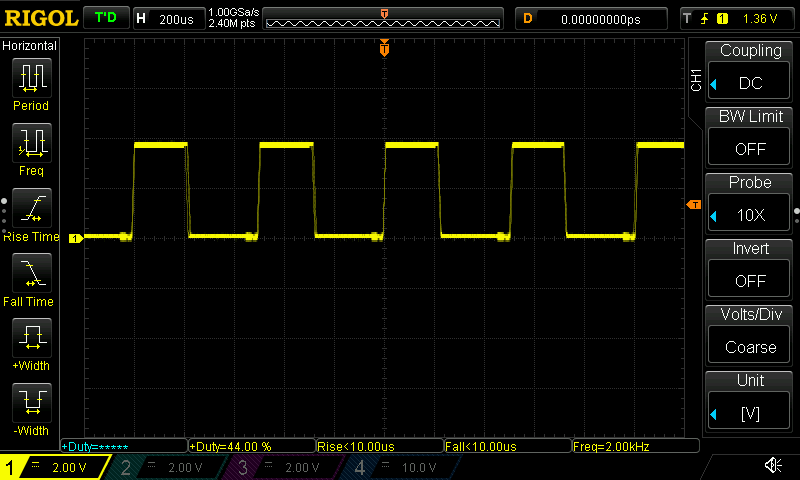 RIGOL T'D H 200us 1.00GSa/s 2.40M pts T D 0.00000000ps T 1 1.36 V
Horizontal
Period
Freq
Rise Time
Fall Time
+Width
-Width
T
1
T
CH1
Coupling
DC
BW Limit
OFF
Probe
10X
Invert
OFF
Volts/Div
Coarse
Unit
[V]
+Duty=***** +Duty=44.00 % Rise<10.00us Fall<10.00us Freq=2.00kHz
1 2.00 V 2 2.00 V 3 2.00 V 4 10.0 V